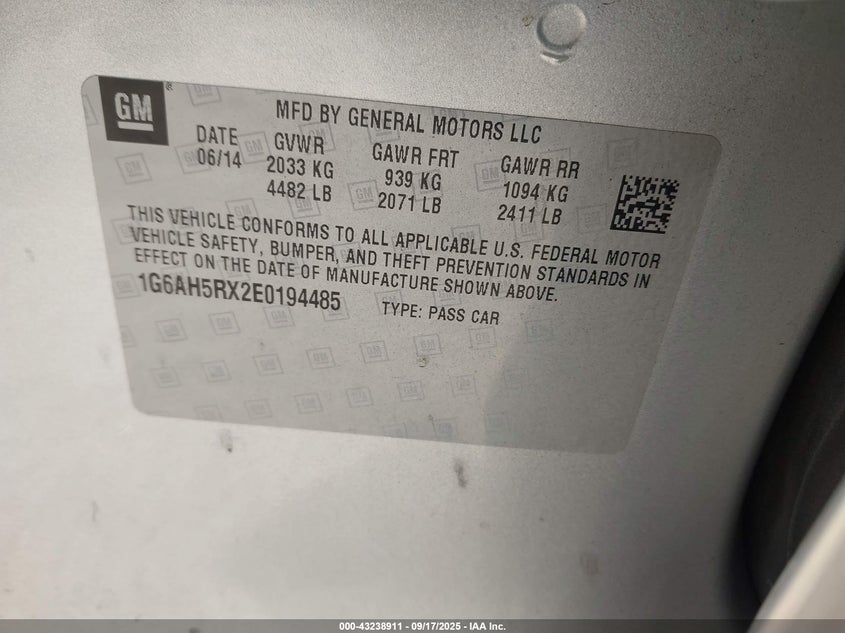 GM
MFD BY GENERAL MOTORS LLC
DATE GVWR GAWR FRT GAWR RR
06/14 2033 KG 939 KG 1094 KG
4482 LB 2071 LB 2411 LB
THIS VEHICLE CONFORMS TO ALL APPLICABLE U.S. FEDERAL MOTOR
VEHICLE SAFETY, BUMPER, AND THEFT PREVENTION STANDARDS IN
EFFECT ON THE DATE OF MANUFACTURE SHOWN ABOVE.
1G6AH5RX2E0194485 TYPE: PASS CAR
000-43238911 - 09/17/2025 - IAA Inc.